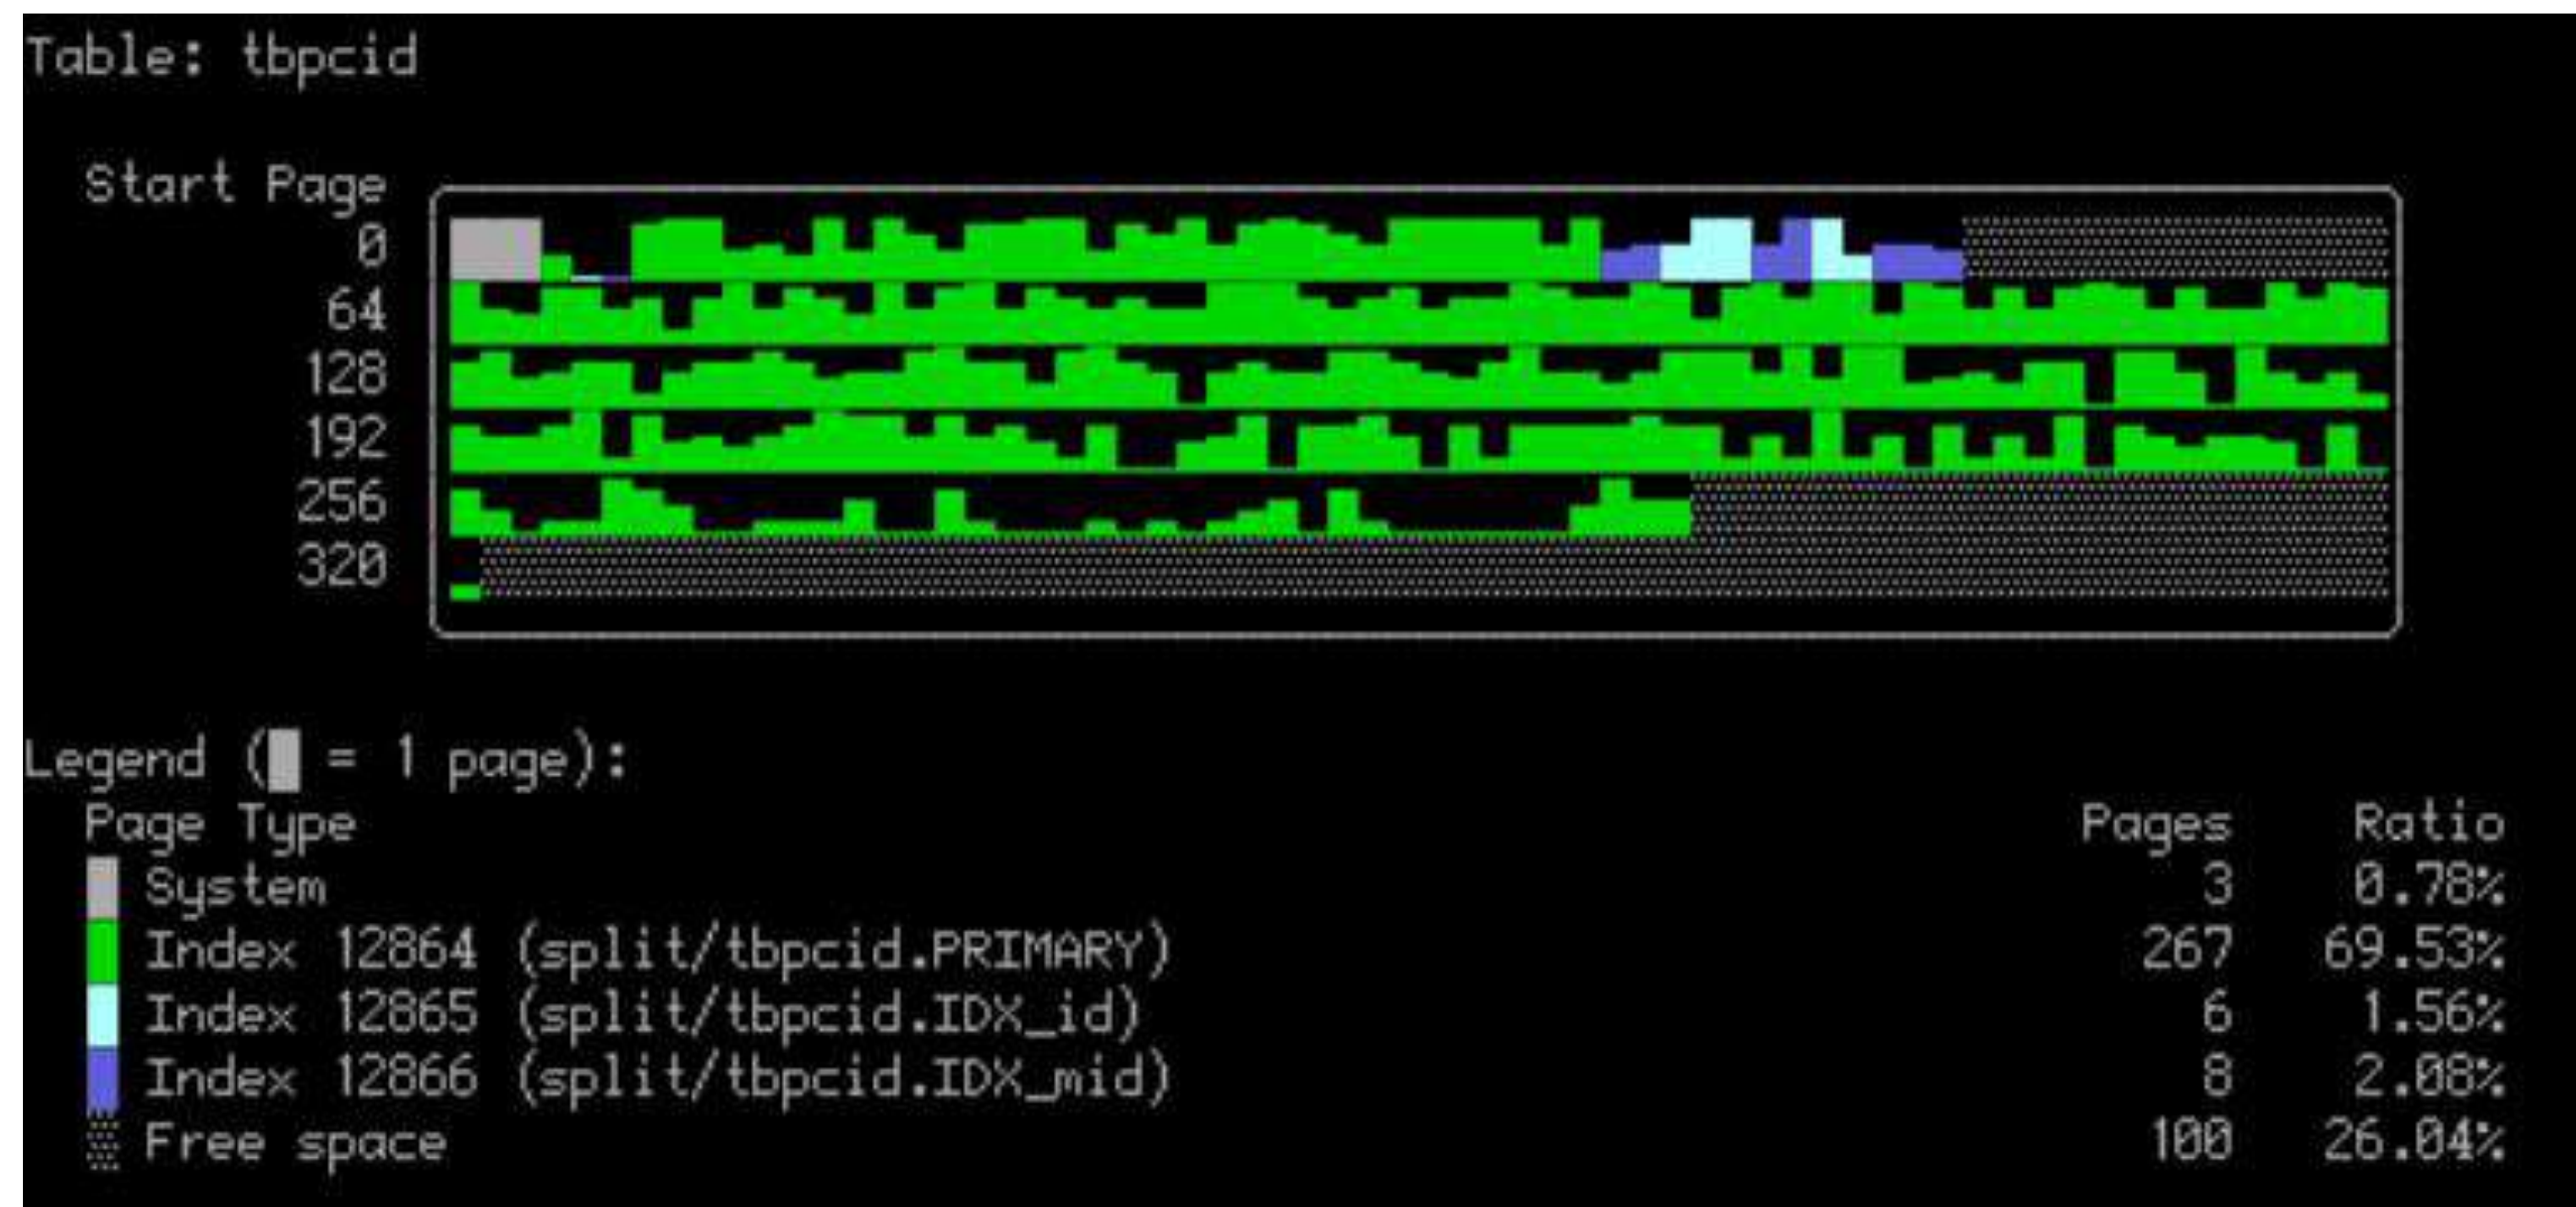 Table: tbpcid
Start Page
0
64
128
192
256
320
Legend (█ = 1 page):
Page Type Pages Ratio
System 3 0.78%
Index 12864 (split/tbpcid.PRIMARY) 267 69.53%
Index 12865 (split/tbpcid.IDX_id) 6 1.56%
Index 12866 (split/tbpcid.IDX_mid) 8 2.08%
Free space 100 26.04%